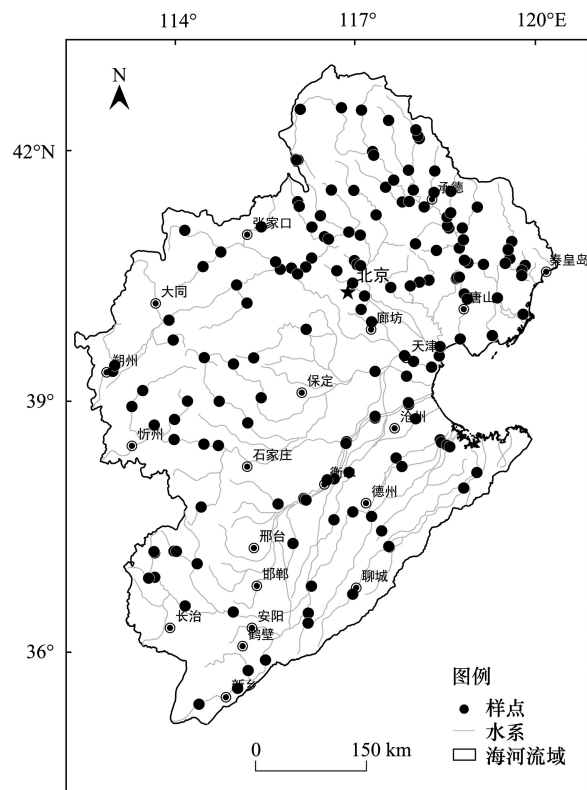 114° 117° 120°E
N
42°N
承德
张家口
秦皇岛
北京
大同
唐山
廊坊
天津
朔州
39°
保定
沧州
忻州
石家庄
衡水
德州
邢台
邯郸
聊城
长治
安阳
36°
鹤壁
新乡
图例
样点
水系
海河流域
0 150 km